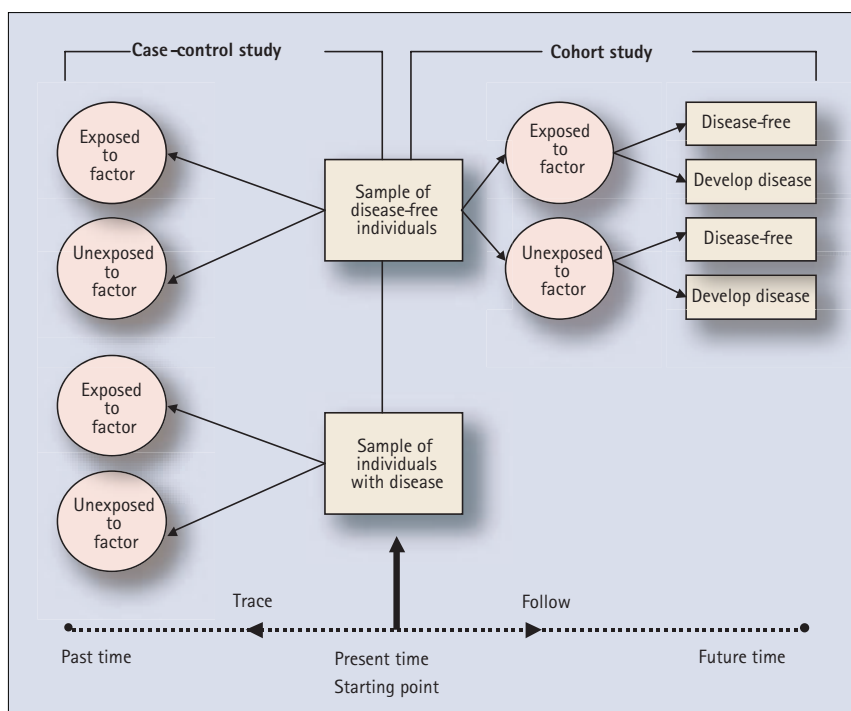 Case-control study
Cohort study
Exposed
to
factor
Unexposed
to
factor
Exposed
to
factor
Unexposed
to
factor
Sample of
disease-free
individuals
Sample of
individuals
with disease
Exposed
to
factor
Unexposed
to
factor
Disease-free
Develop disease
Disease-free
Develop disease
Trace
Follow
Past time
Present time
Starting point
Future time